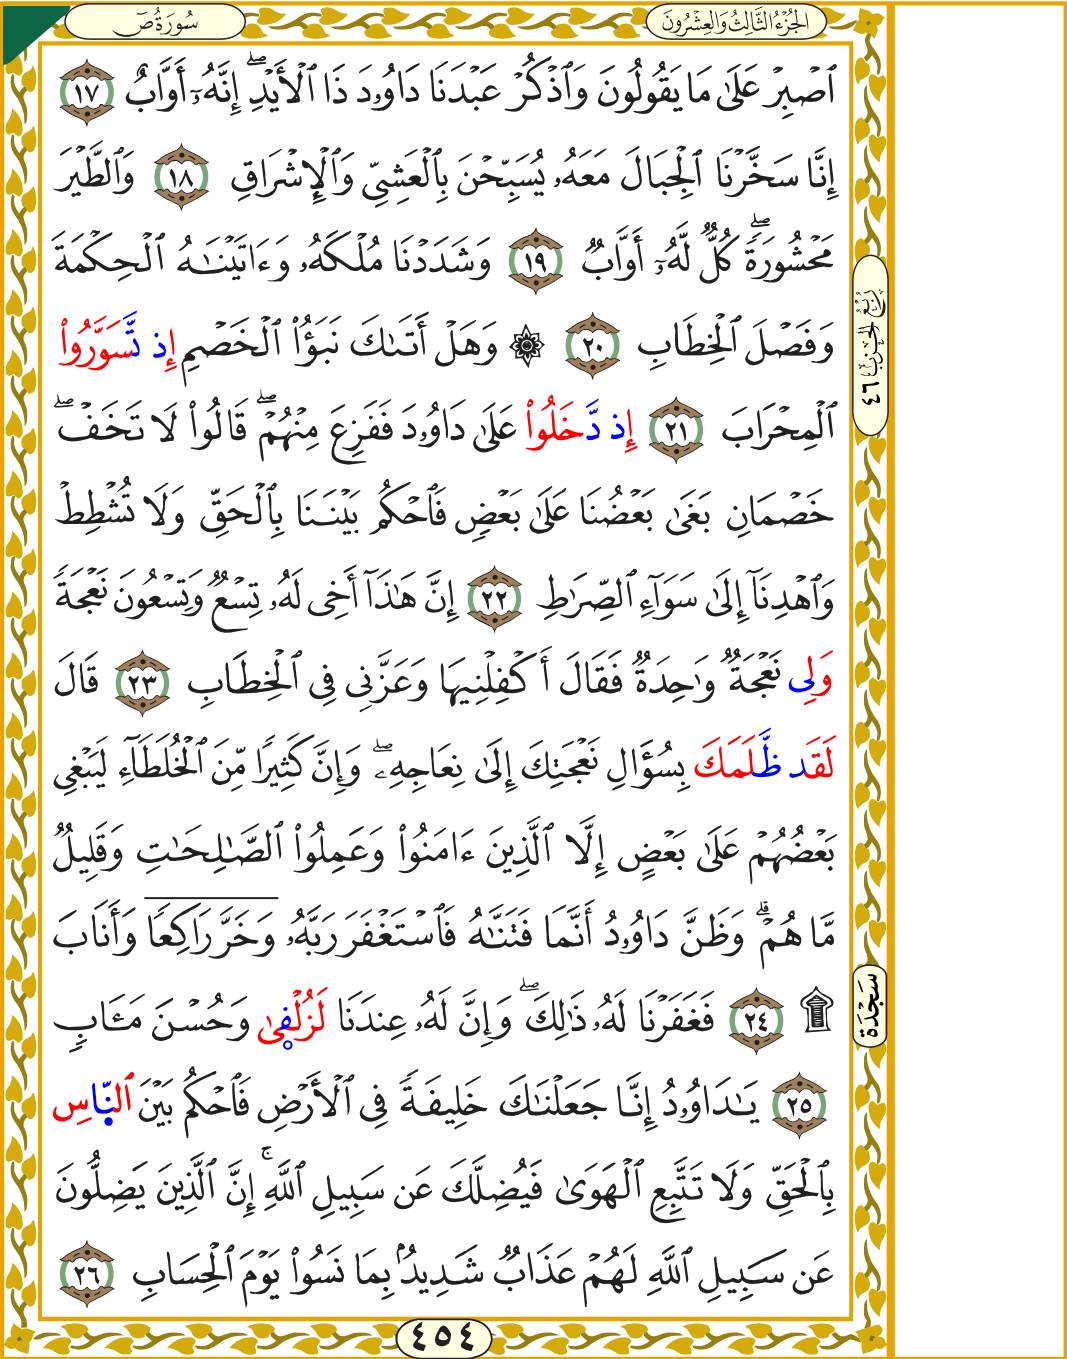 سُورَةُ صٓ
الجُزْءُ الثَّالِثُ وَالعِشْرُونَ
ٱصۡبِرۡ عَلَىٰ مَا يَقُولُونَ وَٱذۡكُرۡ عَبۡدَنَا دَاوُۥدَ ذَا ٱلۡأَيۡدِۖ إِنَّهُۥٓ أَوَّابٌ ١٧
إِنَّا سَخَّرۡنَا ٱلۡجِبَالَ مَعَهُۥ يُسَبِّحۡنَ بِٱلۡعَشِيِّ وَٱلۡإِشۡرَاقِ ١٨ وَٱلطَّيۡرَ
مَحۡشُورَةٗۖ كُلّٞ لَّهُۥٓ أَوَّابٞ ١٩ وَشَدَدۡنَا مُلۡكَهُۥ وَءَاتَيۡنَٰهُ ٱلۡحِكۡمَةَ
وَفَصۡلَ ٱلۡخِطَابِ ٢٠ ۞ وَهَلۡ أَتَىٰكَ نَبَؤُاْ ٱلۡخَصۡمِ إِذ تَّسَوَّرُواْ
ٱلۡمِحۡرَابَ ٢١ إِذ دَّخَلُواْ عَلَىٰ دَاوُۥدَ فَفَزِعَ مِنۡهُمۡۖ قَالُواْ لَا تَخَفۡۖ
خَصۡمَانِ بَغَىٰ بَعۡضُنَا عَلَىٰ بَعۡضٖ فَٱحۡكُم بَيۡنَنَا بِٱلۡحَقِّ وَلَا تُشۡطِطۡ
وَٱهۡدِنَآ إِلَىٰ سَوَآءِ ٱلصِّرَٰطِ ٢٢ إِنَّ هَٰذَآ أَخِي لَهُۥ تِسۡعٞ وَتِسۡعُونَ نَعۡجَةٗ
وَلِي نَعۡجَةٞ وَٰحِدَةٞ فَقَالَ أَكۡفِلۡنِيهَا وَعَزَّنِي فِي ٱلۡخِطَابِ ٢٣ قَالَ
لَقَد ظَّلَمَكَ بِسُؤَالِ نَعۡجَتِكَ إِلَىٰ نِعَاجِهِۦۖ وَإِنَّ كَثِيرٗا مِّنَ ٱلۡخُلَطَآءِ لَيَبۡغِي
بَعۡضُهُمۡ عَلَىٰ بَعۡضٍ إِلَّا ٱلَّذِينَ ءَامَنُواْ وَعَمِلُواْ ٱلصَّٰلِحَٰتِ وَقَلِيلٞ
مَّا هُمۡۗ وَظَنَّ دَاوُۥدُ أَنَّمَا فَتَنَّٰهُ فَٱسۡتَغۡفَرَ رَبَّهُۥ وَخَرَّ رَاكِعٗا وَأَنَابَ
۩ ٢٤ فَغَفَرۡنَا لَهُۥ ذَٰلِكَۖ وَإِنَّ لَهُۥ عِندَنَا لَزُلۡفىٰ وَحُسۡنَ مَـَٔابٖ
٢٥ يَٰدَاوُۥدُ إِنَّا جَعَلۡنَٰكَ خَلِيفَةٗ فِي ٱلۡأَرۡضِ فَٱحۡكُم بَيۡنَ ٱلنَّاسِ
بِٱلۡحَقِّ وَلَا تَتَّبِعِ ٱلۡهَوَىٰ فَيُضِلَّكَ عَن سَبِيلِ ٱللَّهِۚ إِنَّ ٱلَّذِينَ يَضِلُّونَ
عَن سَبِيلِ ٱللَّهِ لَهُمۡ عَذَابٞ شَدِيدُۢ بِمَا نَسُواْ يَوۡمَ ٱلۡحِسَابِ ٢٦
رُبْعُ الحِزْبِ ٤٦
سَجْدَة
٤٥٤